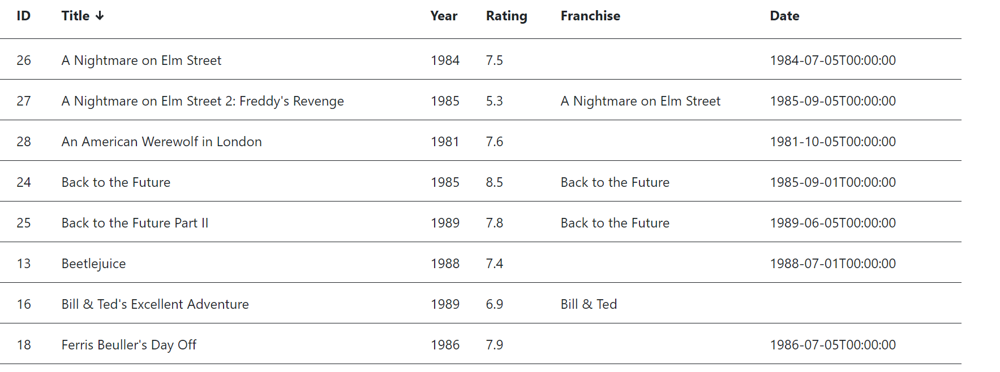 ID Title ↓ Year Rating Franchise Date
26 A Nightmare on Elm Street 1984 7.5 1984-07-05T00:00:00
27 A Nightmare on Elm Street 2: Freddy's Revenge 1985 5.3 A Nightmare on Elm Street 1985-09-05T00:00:00
28 An American Werewolf in London 1981 7.6 1981-10-05T00:00:00
24 Back to the Future 1985 8.5 Back to the Future 1985-09-01T00:00:00
25 Back to the Future Part II 1989 7.8 Back to the Future 1989-06-05T00:00:00
13 Beetlejuice 1988 7.4 1988-07-01T00:00:00
16 Bill & Ted's Excellent Adventure 1989 6.9 Bill & Ted
18 Ferris Beuller's Day Off 1986 7.9 1986-07-05T00:00:00